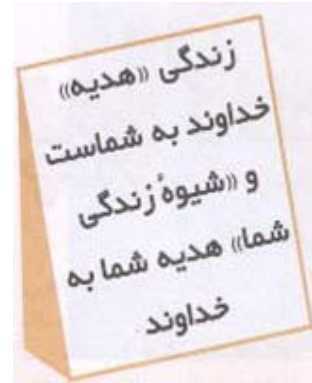 زندگی «هدیه»
خداوند به شماست
و «شیوهٔ زندگی
شما» هدیه شما به
خداوند